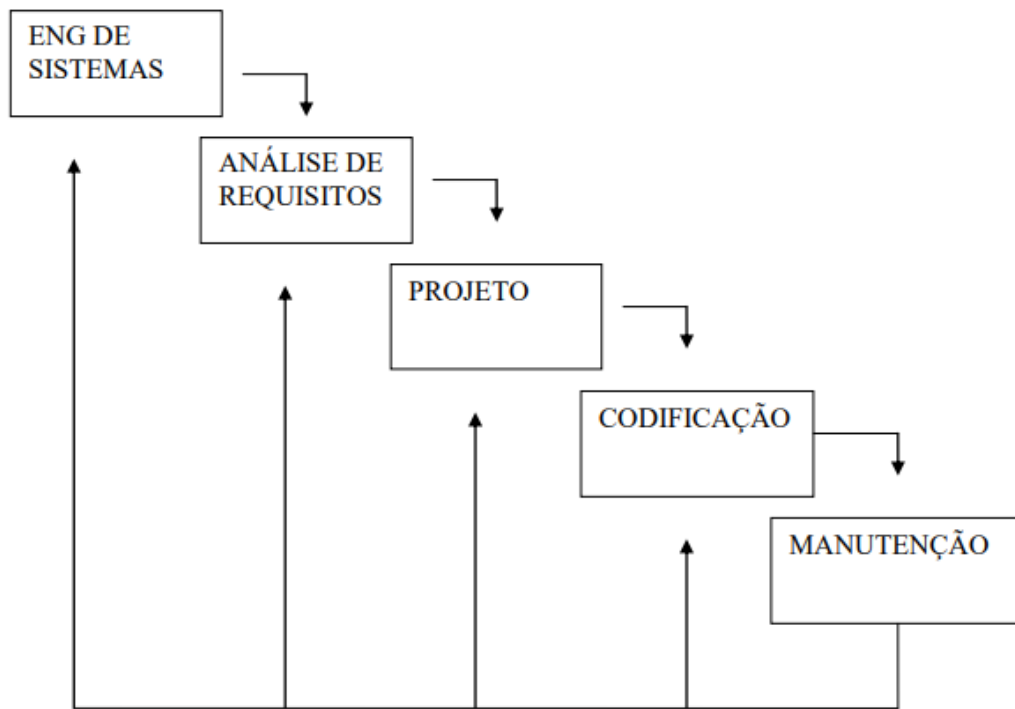 ENG DE
SISTEMAS
ANÁLISE DE
REQUISITOS
PROJETO
CODIFICAÇÃO
MANUTENÇÃO